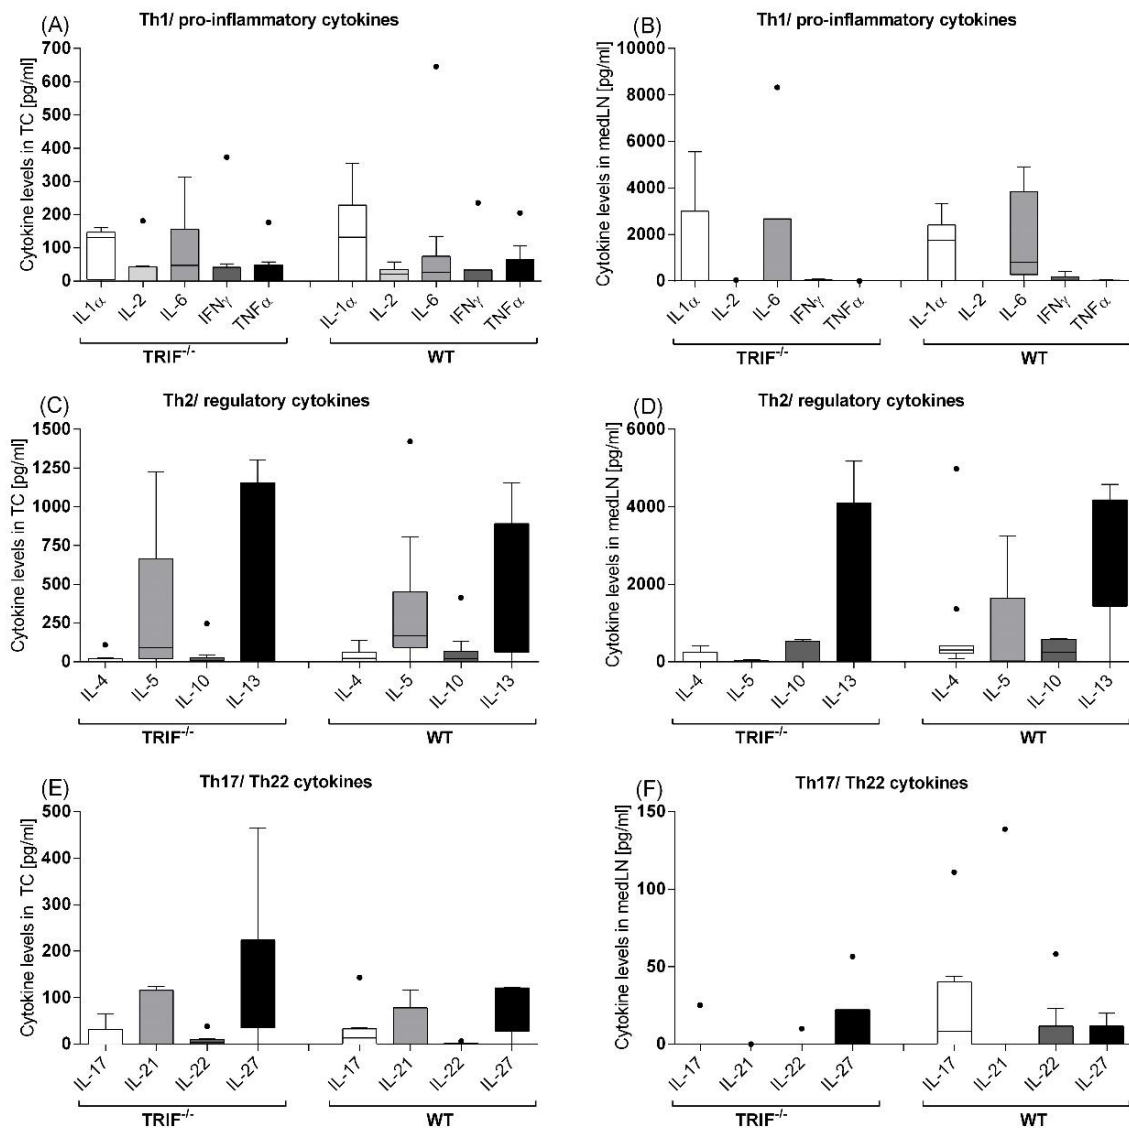 (A) Th1/ pro-inflammatory cytokines
Cytokine levels in TC [pg/ml]
700
600
500
400
300
200
100
0
IL-1α IL-2 IL-6 IFNγ TNFα IL-1α IL-2 IL-6 IFNγ TNFα
TRIF-/- WT
(B) Th1/ pro-inflammatory cytokines
Cytokine levels in medLN [pg/ml]
10000
8000
6000
4000
2000
0
IL1α IL-2 IL-6 IFNγ TNFα IL-1α IL-2 IL-6 IFNγ TNFα
TRIF-/- WT
(C) Th2/ regulatory cytokines
Cytokine levels in TC [pg/ml]
1500
1250
1000
750
500
250
0
IL-4 IL-5 IL-10 IL-13 IL-4 IL-5 IL-10 IL-13
TRIF-/- WT
(D) Th2/ regulatory cytokines
Cytokine levels in medLN [pg/ml]
6000
4000
2000
0
IL-4 IL-5 IL-10 IL-13 IL-4 IL-5 IL-10 IL-13
TRIF-/- WT
(E) Th17/ Th22 cytokines
Cytokine levels in TC [pg/ml]
500
400
300
200
100
0
IL-17 IL-21 IL-22 IL-27 IL-17 IL-21 IL-22 IL-27
TRIF-/- WT
(F) Th17/ Th22 cytokines
Cytokine levels in medLN [pg/ml]
150
100
50
0
IL-17 IL-21 IL-22 IL-27 IL-17 IL-21 IL-22 IL-27
TRIF-/- WT